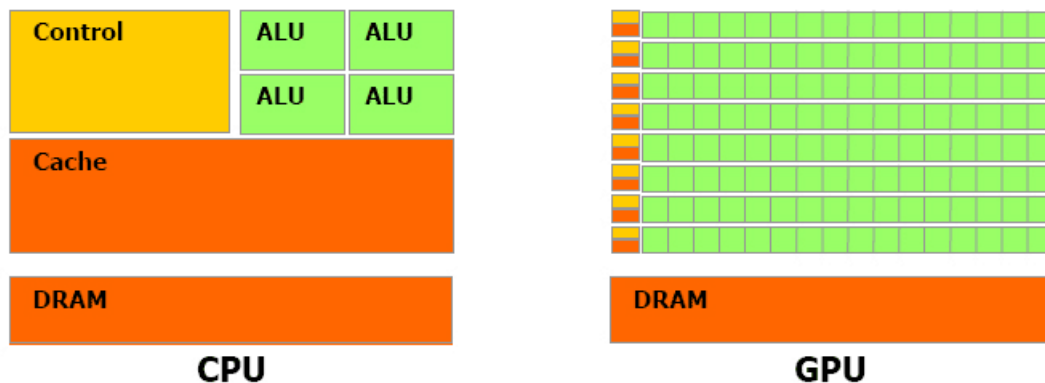 Control
ALU ALU
ALU ALU
Cache
DRAM
CPU
DRAM
GPU